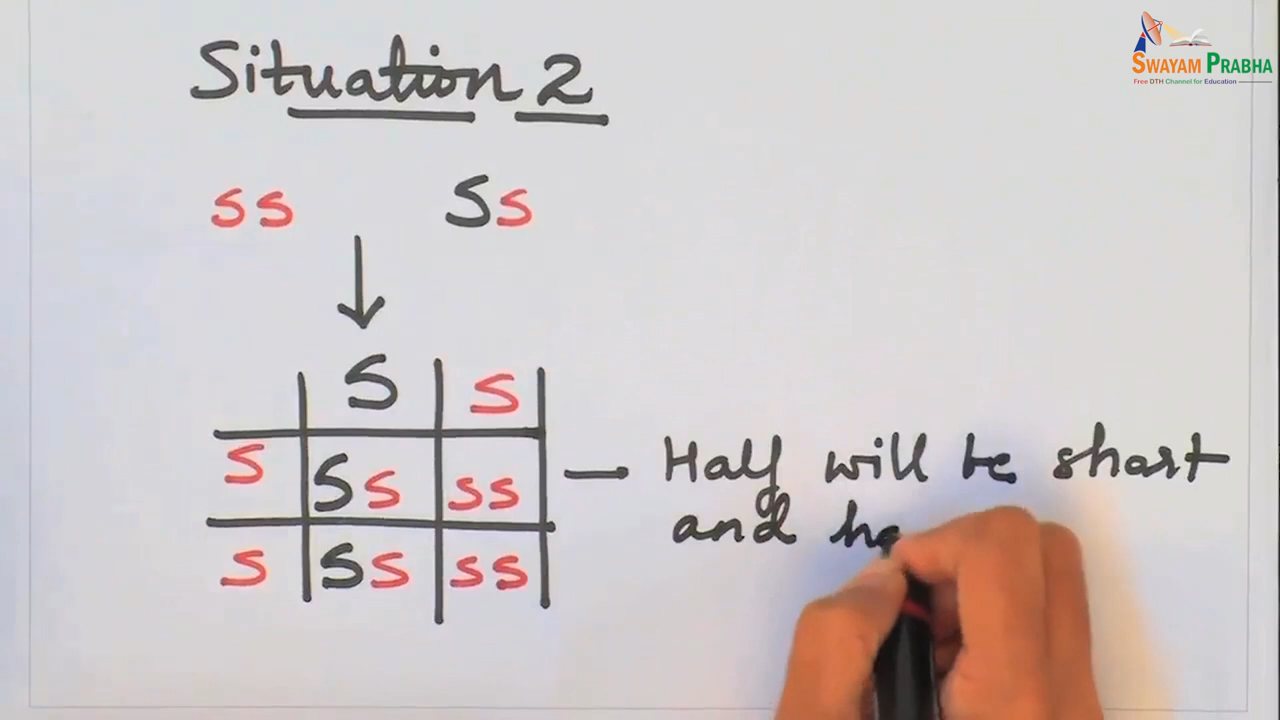 SWAYAM PRABHA
Free DTH Channel for Education
Situation 2
ss Ss
S s
s Ss ss
s Ss ss
— Half will be short
and ha